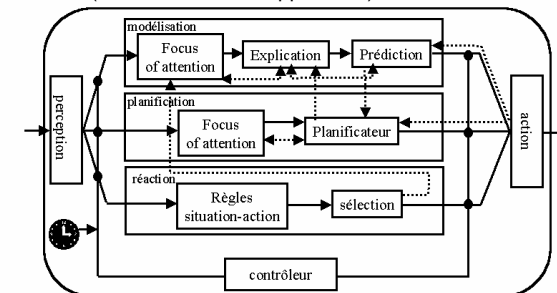 modélisation
Focus
of attention
Explication
Prédiction
perception
planification
Focus
of attention
Planificateur
action
réaction
Règles
situation-action
sélection
contrôleur